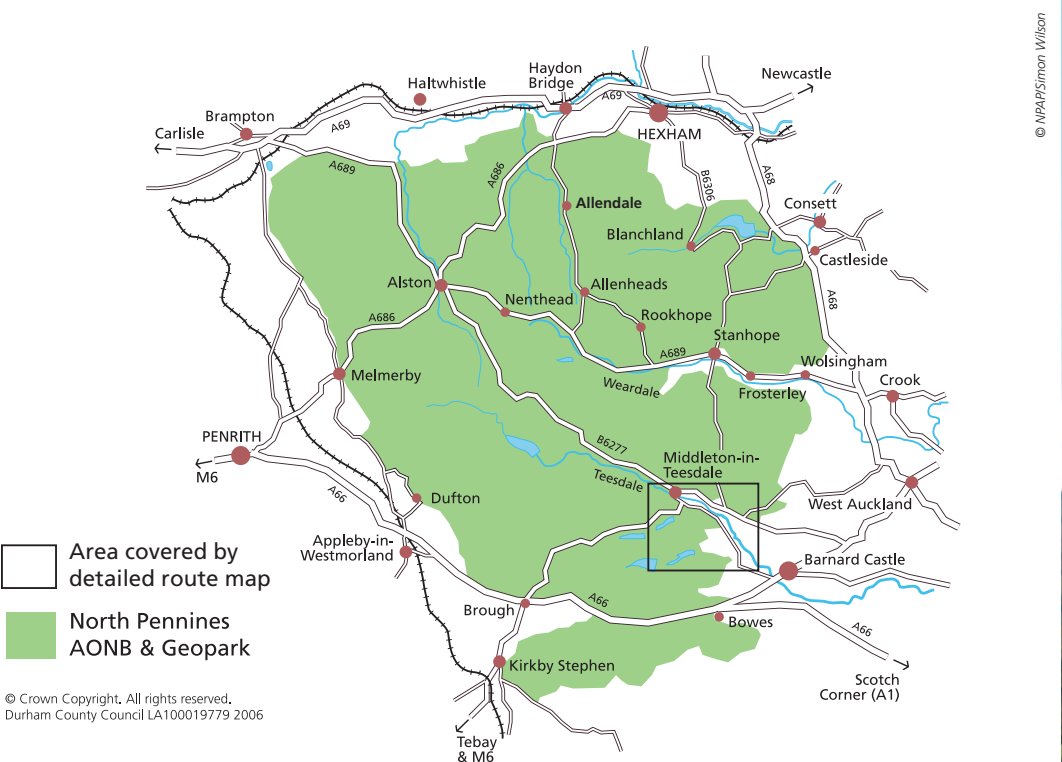 © NPAP/Simon Wilson
Haltwhistle
Haydon
Bridge
Newcastle
Brampton
Carlisle
A69
A69
HEXHAM
A689
A686
B6306
A68
Allendale
Consett
Blanchland
Castleside
Alston
Nenthead
Allenheads
A68
A686
Rookhope
Stanhope
A689
Wolsingham
Melmerby
Weardale
Frosterley
Crook
PENRITH
M6
B6277
Middleton-in-
Teesdale
Teesdale
A66
Dufton
West Auckland
Appleby-in-
Westmorland
Barnard Castle
Area covered by
detailed route map
Brough
A66
Bowes
A66
North Pennines
AONB & Geopark
Kirkby Stephen
Scotch
Corner (A1)
© Crown Copyright. All rights reserved.
Durham County Council LA100019779 2006
Tebay
& M6